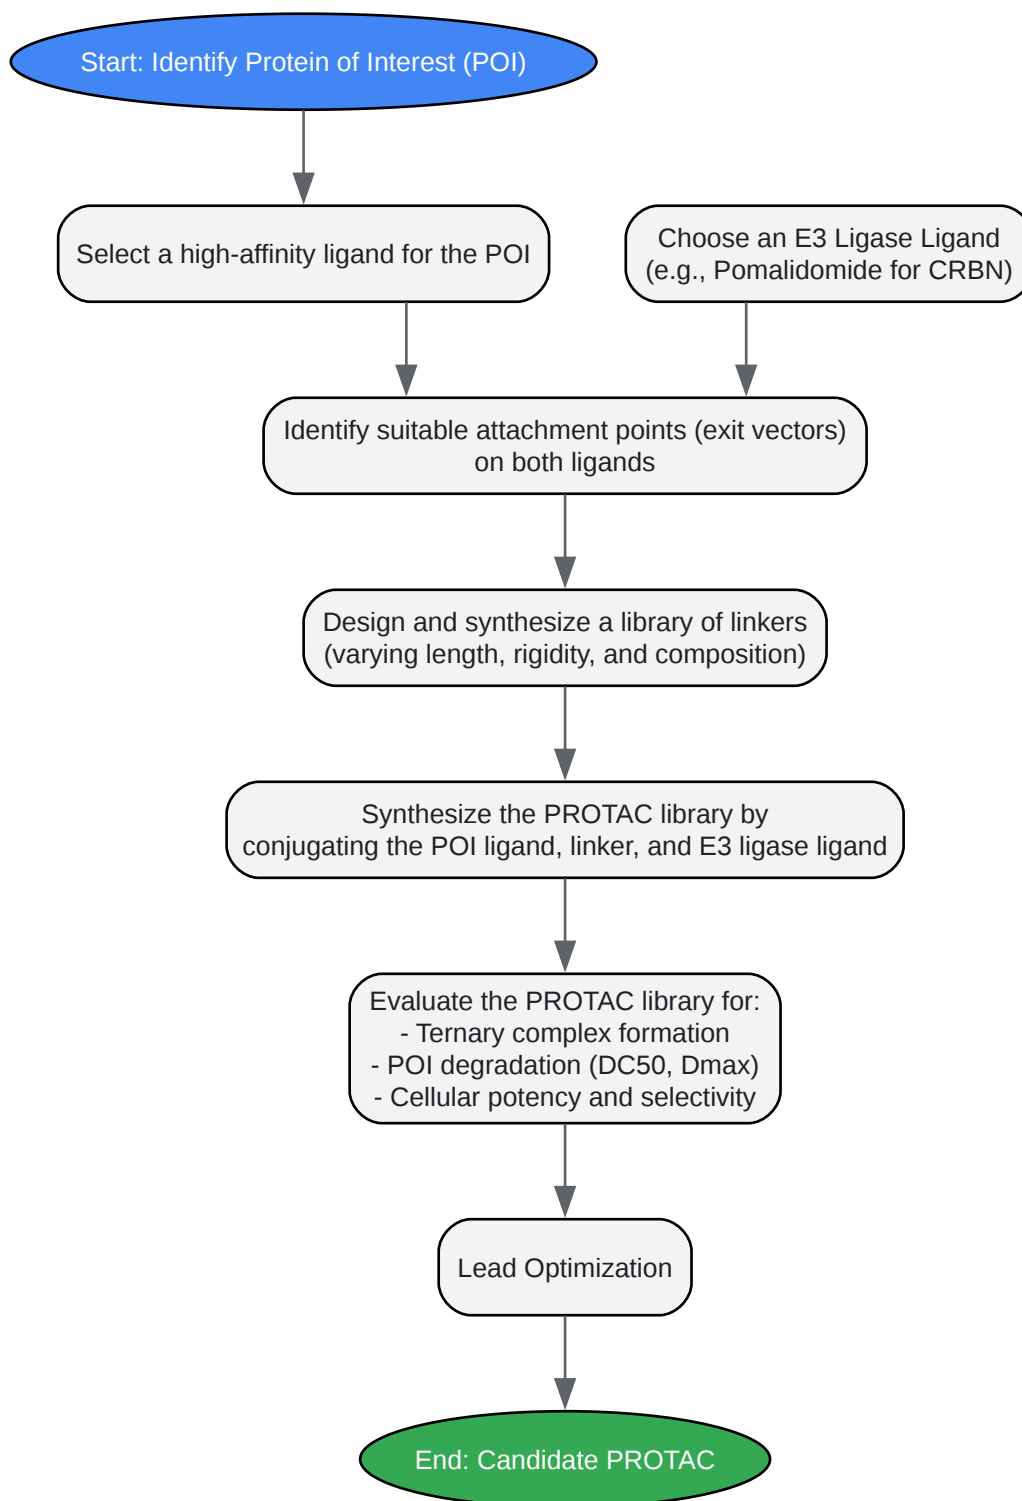 Start: Identify Protein of Interest (POI)
Select a high-affinity ligand for the POI
Choose an E3 Ligase Ligand
(e.g., Pomalidomide for CRBN)
Identify suitable attachment points (exit vectors)
on both ligands
Design and synthesize a library of linkers
(varying length, rigidity, and composition)
Synthesize the PROTAC library by
conjugating the POI ligand, linker, and E3 ligase ligand
Evaluate the PROTAC library for:
- Ternary complex formation
- POI degradation (DC50, Dmax)
- Cellular potency and selectivity
Lead Optimization
End: Candidate PROTAC